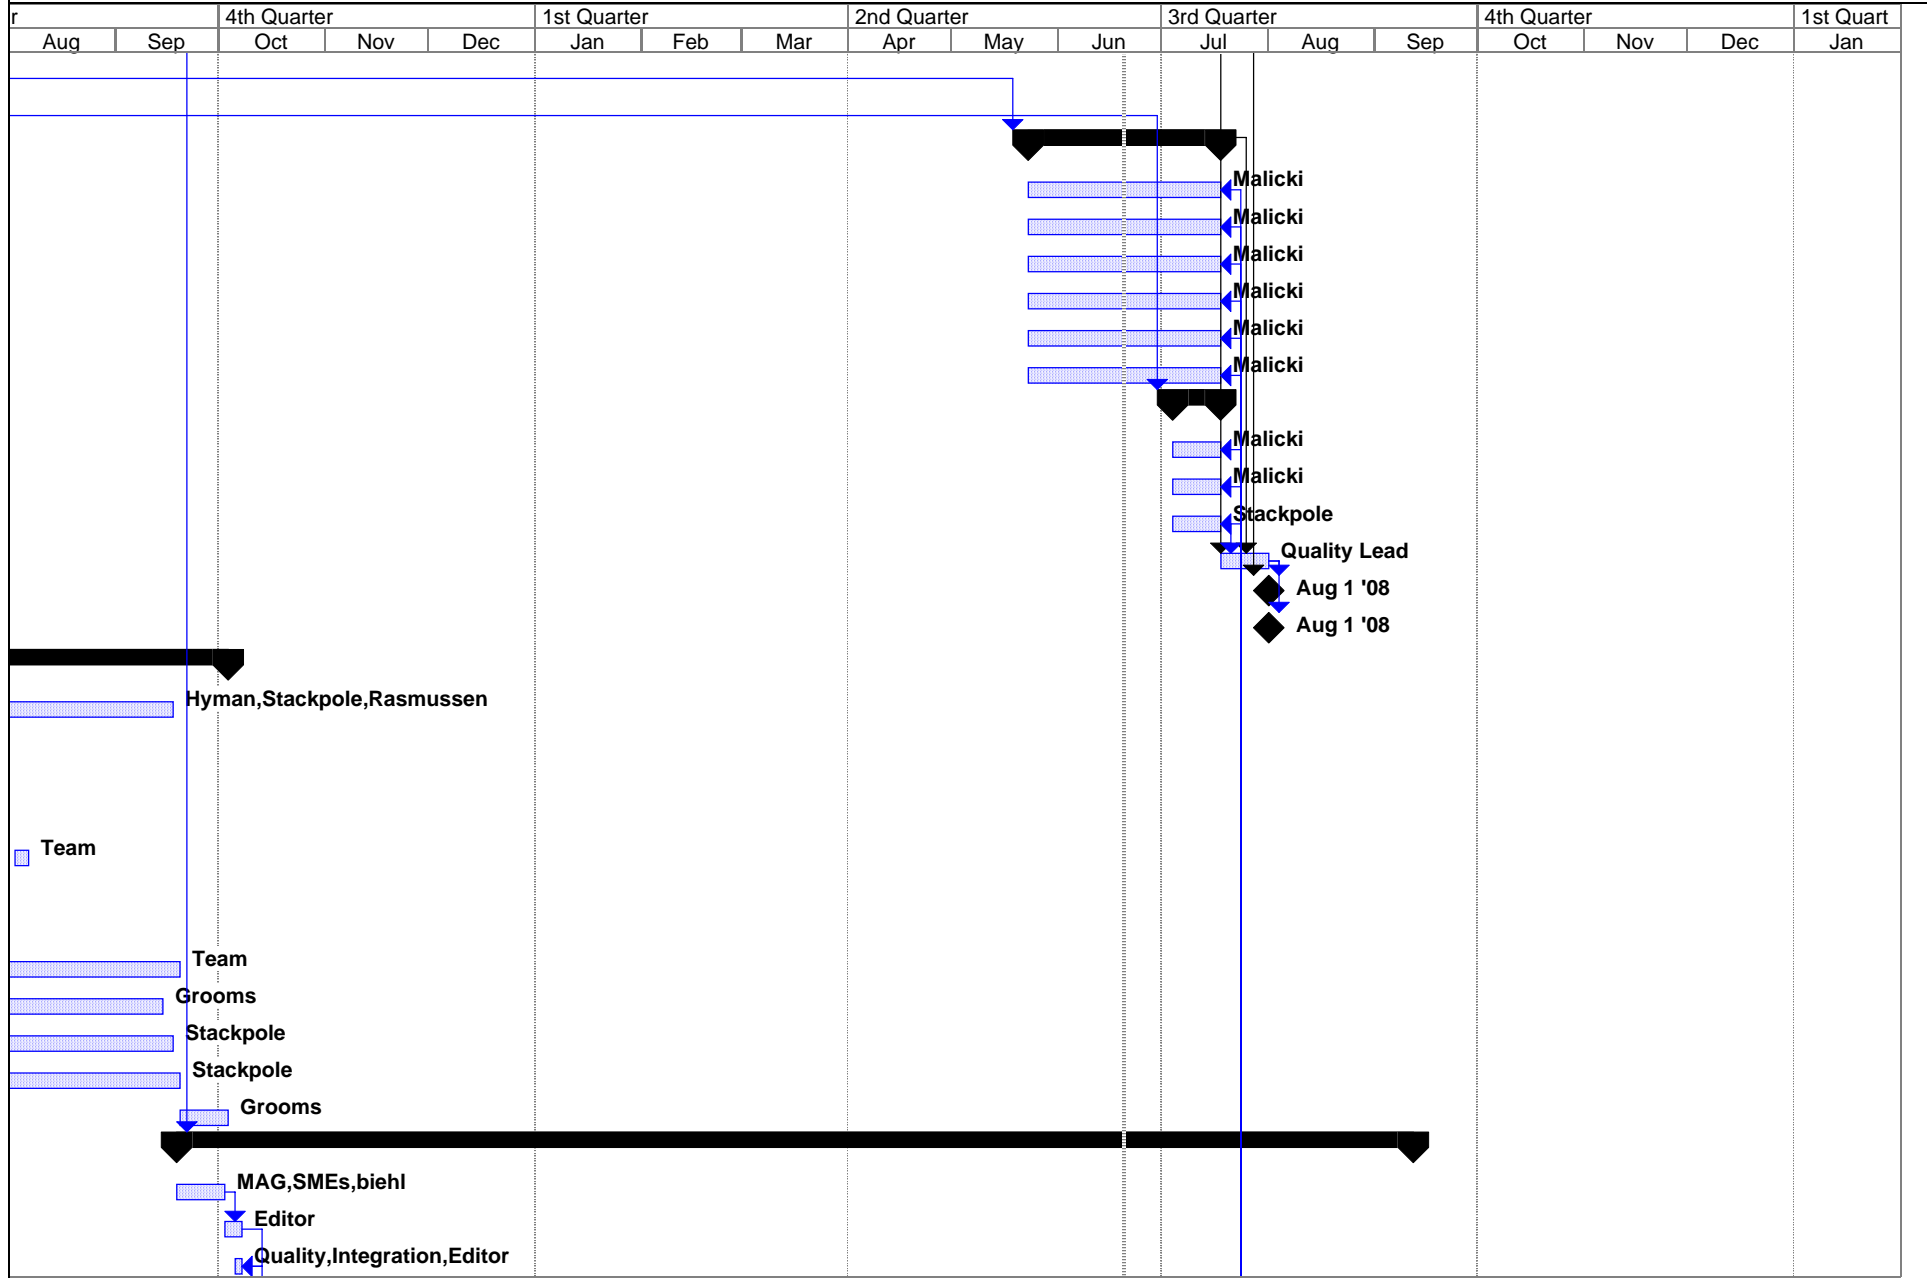 r 4th Quarter 1st Quarter 2nd Quarter 3rd Quarter 4th Quarter 1st Quart
Aug Sep Oct Nov Dec Jan Feb Mar Apr May Jun Jul Aug Sep Oct Nov Dec Jan
Malicki
Malicki
Malicki
Malicki
Malicki
Malicki
Malicki
Malicki
Stackpole
Quality Lead
Aug 1 '08
Aug 1 '08
Hyman,Stackpole,Rasmussen
Team
Team
Grooms
Stackpole
Stackpole
Grooms
MAG,SMEs,biehl
Editor
Quality,Integration,Editor